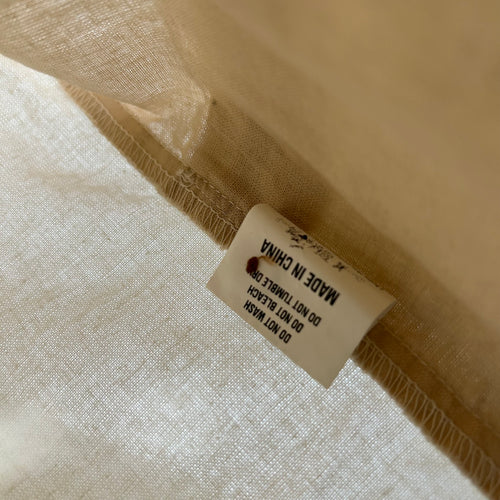 MADE IN CHINA
DO NOT TUMBLE DRY
DO NOT BLEACH
DO NOT WASH